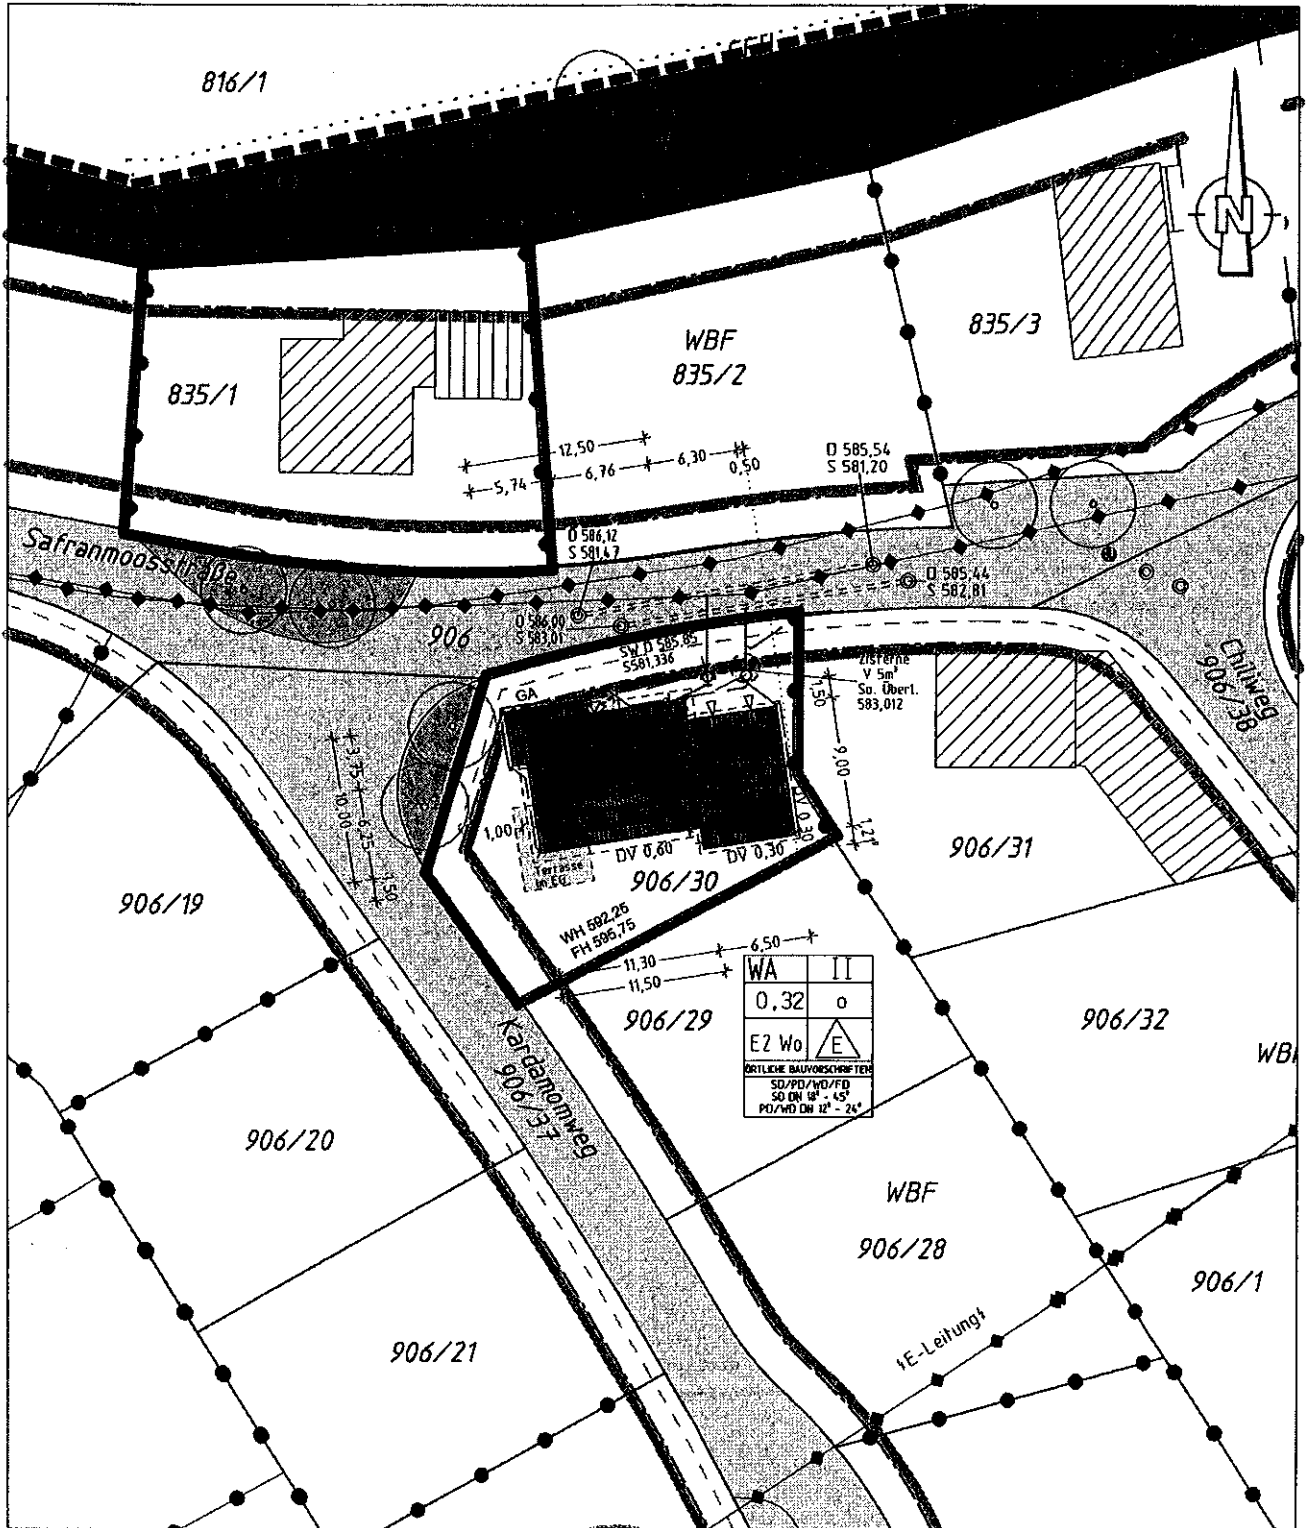 816/1
N
835/3
WBF
835/2
835/1
12,50
5,74
6,76
6,30
0,50
D 585,54
S 581,20
Safranmoosstraße
D 586,12
S 581,47
D 585,44
S 582,81
D 586,00
S 583,01
906
SW D 585,85
S581,336
Zisterne
V 5m³
So. Überl.
583,012
Chiliweg
906/38
GA
1,50
9,00
1,21
3,75
10,00
6,25
1,50
1,00
DV 0,30
DV 0,60
DV 0,30
Terrasse
im EG
906/30
906/31
906/19
WH 592,25
FH 595,75
6,50
11,30
11,50
WA II
0,32 o
E2 Wo E
ÖRTLICHE BAUVORSCHRIFTEN
SD/PD/WD/FD
SD DN 18° - 45°
PD/WD DN 12° - 24°
906/29
906/32
Kardamomweg
906/37
906/20
WBF
906/28
906/1
906/21
E-Leitung